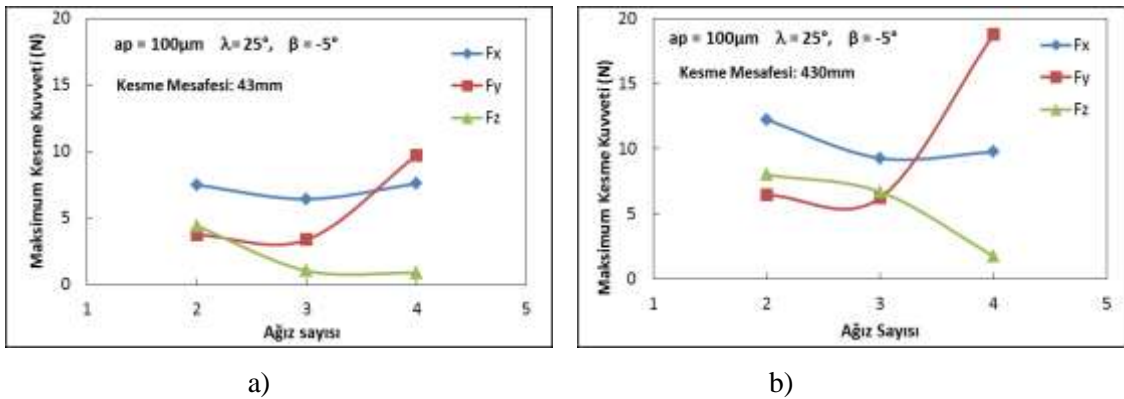 20
15
10
5
0
Maksimum Kesme Kuvveti (N)
ap = 100µm λ= 25°, β = -5°
Kesme Mesafesi: 43mm
Fx
Fy
Fz
1 2 3 4 5
Ağız sayısı
a)
20
15
10
5
0
Maksimum Kesme Kuvveti (N)
ap = 100µm λ= 25°, β = -5°
Kesme Mesafesi: 430mm
Fx
Fy
Fz
1 2 3 4 5
Ağız Sayısı
b)